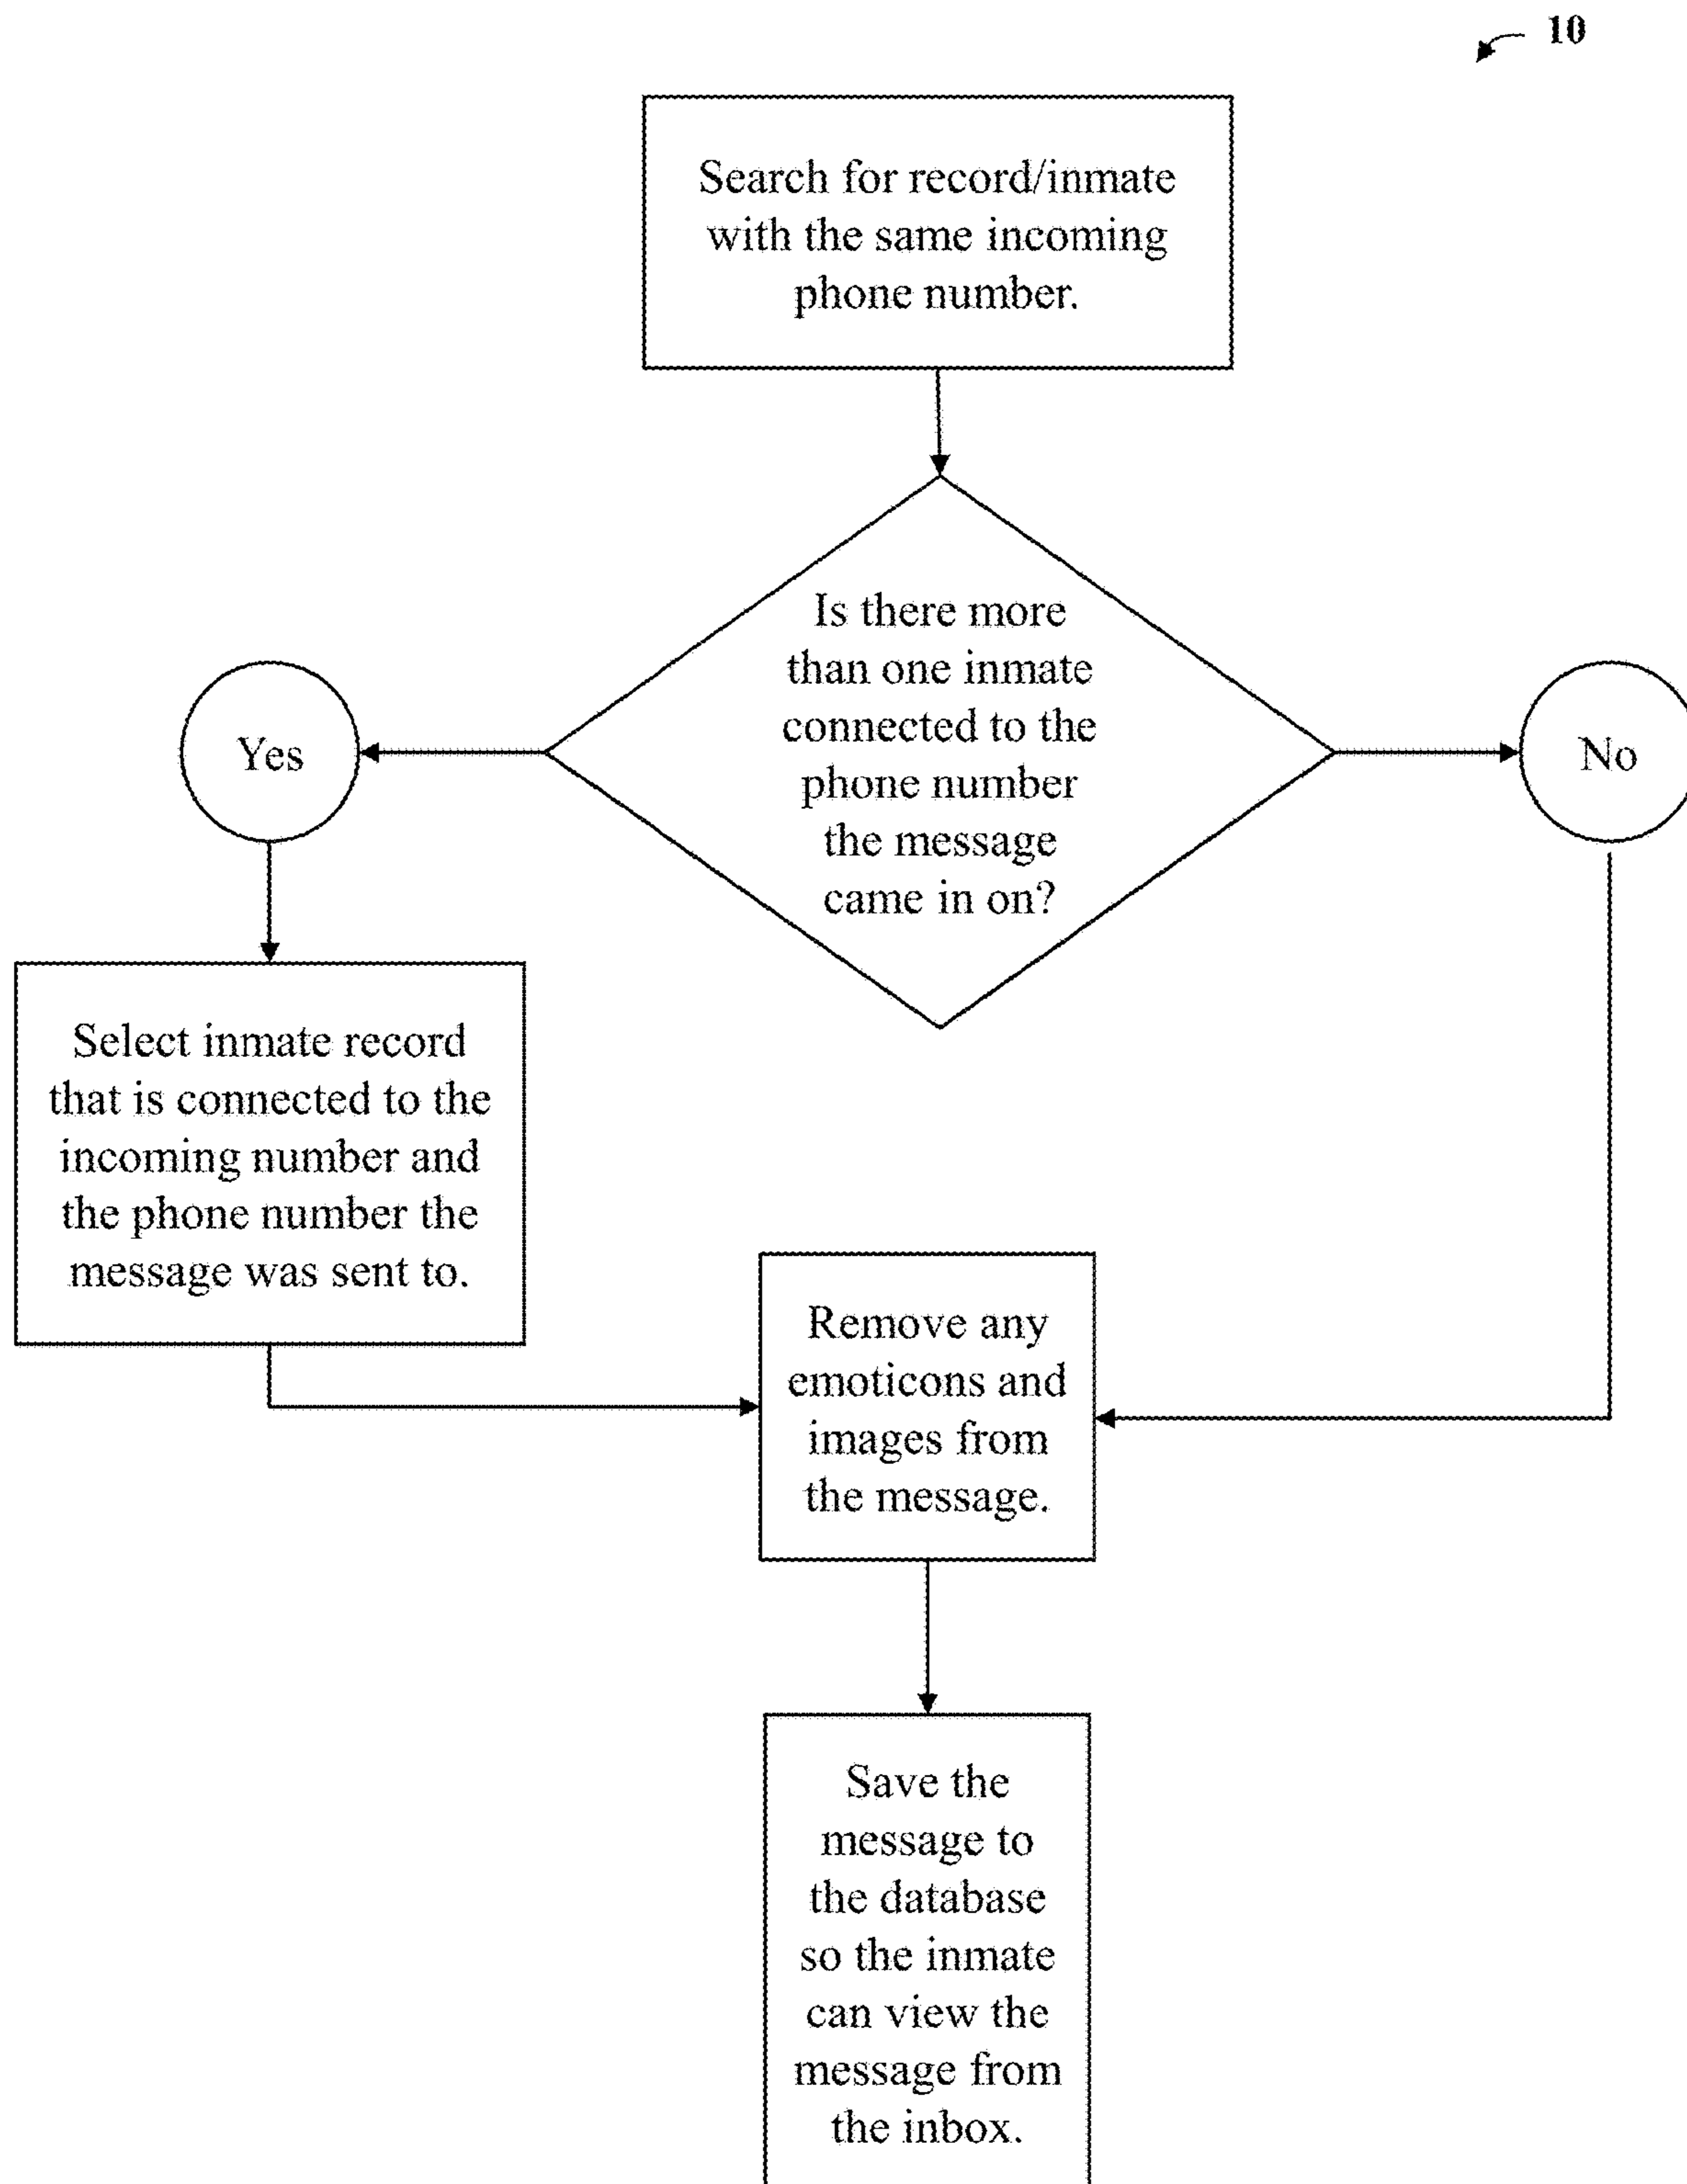 10
Search for record/inmate
with the same incoming
phone number.
Is there more
than one inmate
connected to the
phone number
the message
came in on?
Yes
No
Select inmate record
that is connected to the
incoming number and
the phone number the
message was sent to.
Remove any
emoticons and
images from
the message.
Save the
message to
the database
so the inmate
can view the
message from
the inbox.